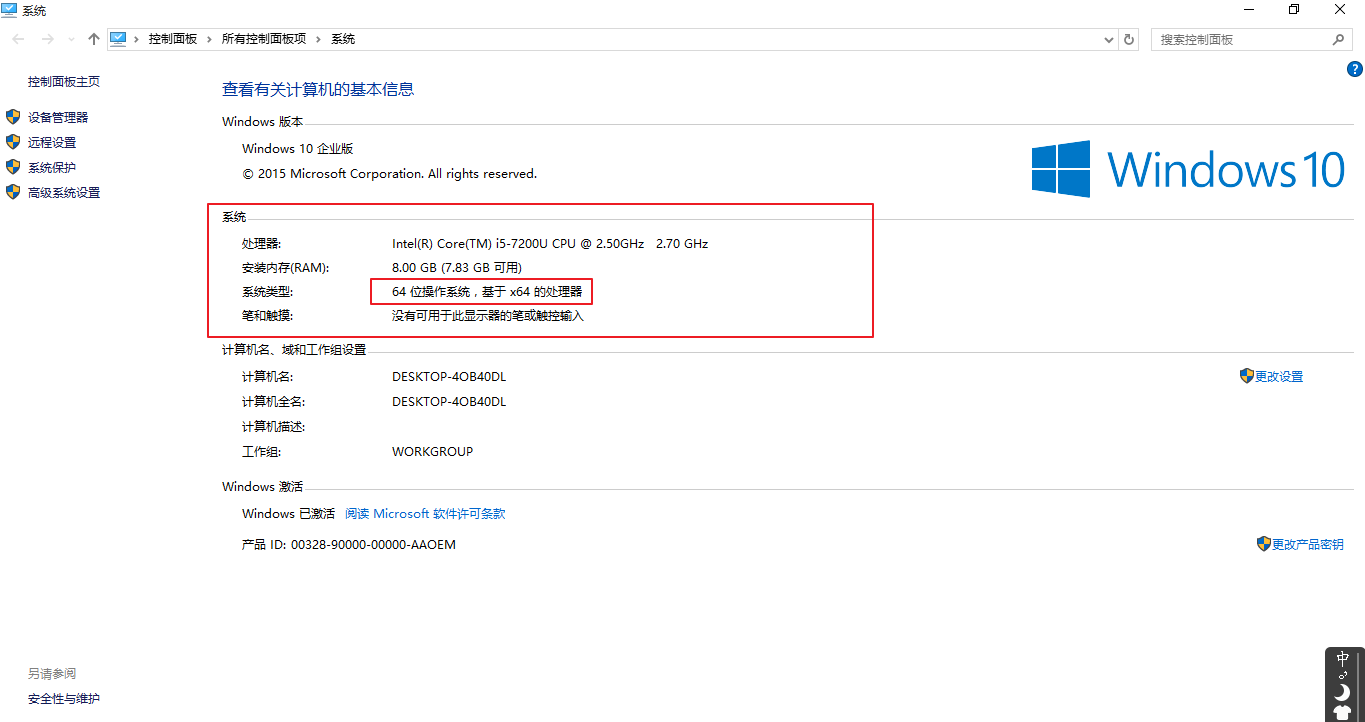 系统
控制面板 所有控制面板项 系统
搜索控制面板
控制面板主页
设备管理器
远程设置
系统保护
高级系统设置
查看有关计算机的基本信息
Windows 版本
Windows 10 企业版
© 2015 Microsoft Corporation. All rights reserved.
Windows 10
系统
处理器: Intel(R) Core(TM) i5-7200U CPU @ 2.50GHz 2.70 GHz
安装内存(RAM): 8.00 GB (7.83 GB 可用)
系统类型: 64 位操作系统，基于 x64 的处理器
笔和触摸: 没有可用于此显示器的笔或触控输入
计算机名、域和工作组设置
计算机名: DESKTOP-4OB40DL 更改设置
计算机全名: DESKTOP-4OB40DL
计算机描述:
工作组: WORKGROUP
Windows 激活
Windows 已激活 阅读 Microsoft 软件许可条款
产品 ID: 00328-90000-00000-AAOEM 更改产品密钥
另请参阅
安全性与维护
中